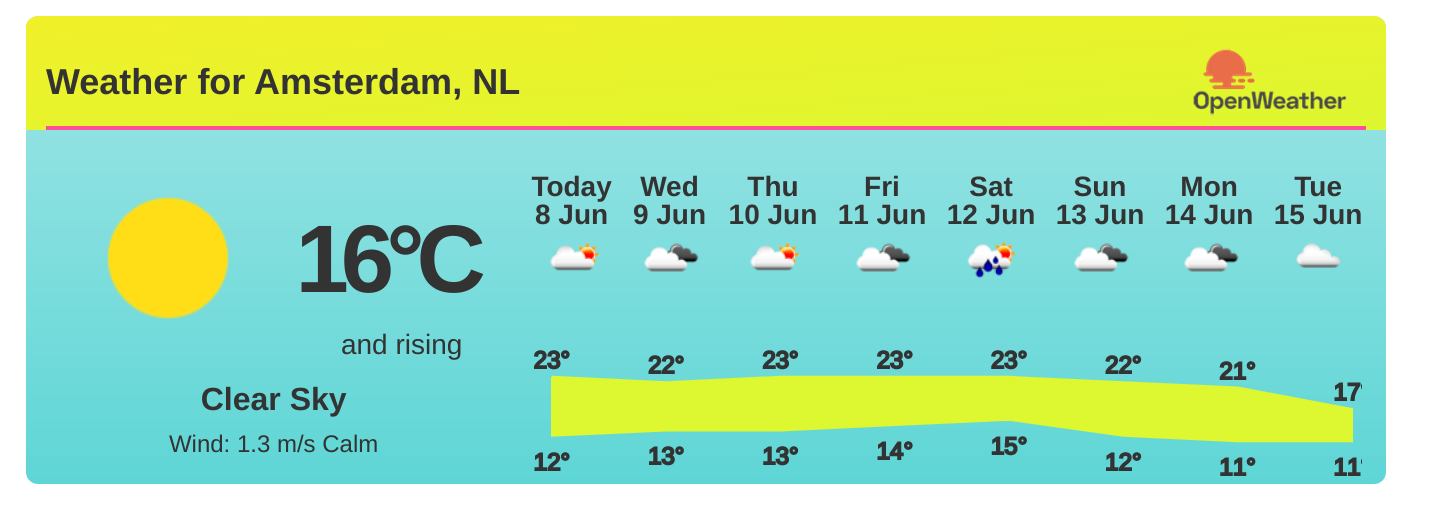 Weather for Amsterdam, NL
OpenWeather
16°C
and rising
Clear Sky
Wind: 1.3 m/s Calm
Today Wed Thu Fri Sat Sun Mon Tue
8 Jun 9 Jun 10 Jun 11 Jun 12 Jun 13 Jun 14 Jun 15 Jun
23° 22° 23° 23° 23° 22° 21° 17°
12° 13° 13° 14° 15° 12° 11° 11°